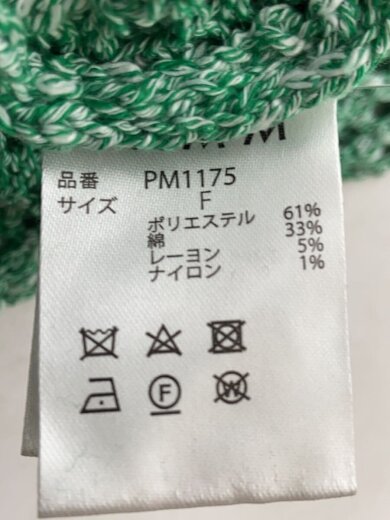 品番 PM1175
サイズ F
ポリエステル 61%
綿 33%
レーヨン 5%
ナイロン 1%
F
W